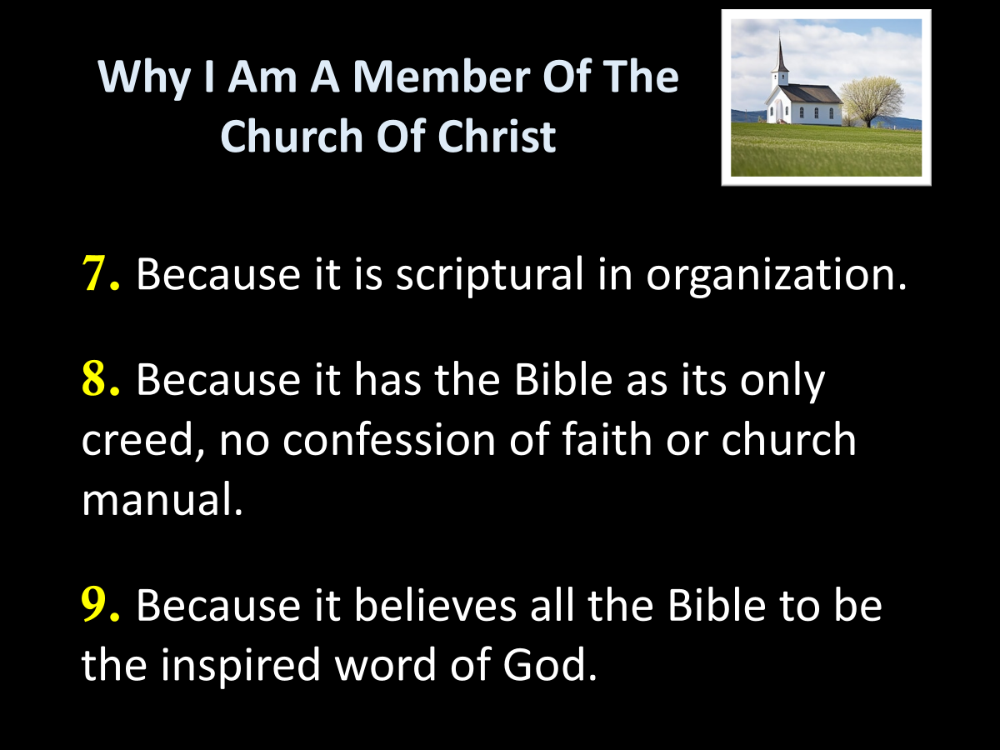 Why I Am A Member Of The
Church Of Christ
7. Because it is scriptural in organization.
8. Because it has the Bible as its only
creed, no confession of faith or church
manual.
9. Because it believes all the Bible to be
the inspired word of God.